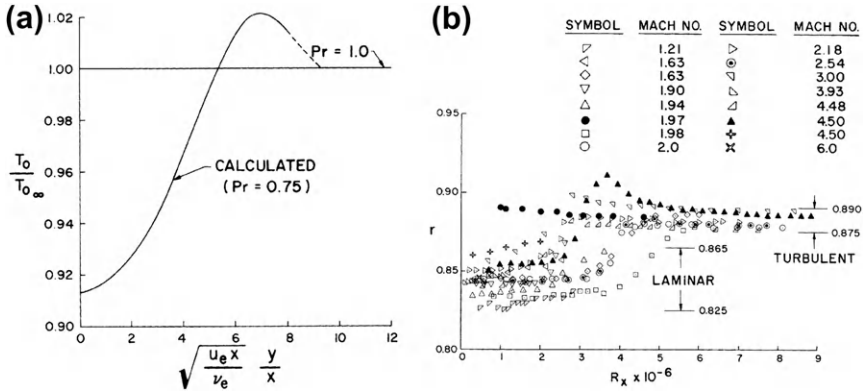 (a)
1.02
Pr = 1.0
1.00
0.98
T₀
T₀∞
0.96
CALCULATED
(Pr = 0.75)
0.94
0.92
0.90
0 2 4 6 8 10 12
√ uₑ x y
νₑ x
(b)
SYMBOL MACH NO. SYMBOL MACH NO.
1.21 2.18
1.63 2.54
1.63 3.00
1.90 3.93
1.94 4.48
1.97 4.50
1.98 4.50
2.0 6.0
0.95
0.90
0.890
r
0.875
0.865 TURBULENT
0.85
LAMINAR
0.825
0.80
0 1 2 3 4 5 6 7 8 9
Rₓ x 10⁻⁶